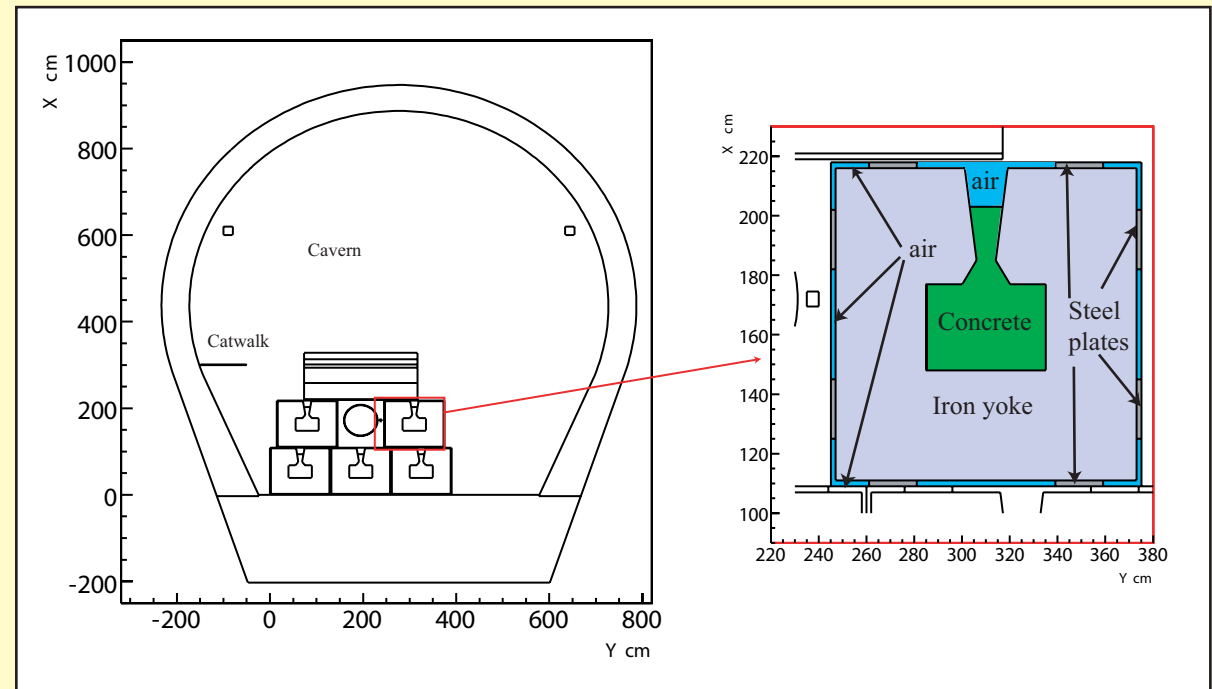 X cm
1000
800
600
400
200
0
-200
Cavern
Catwalk
-200 0 200 400 600 800
Y cm
X cm
220
200
180
160
140
120
100
air
air
Concrete
Steel
plates
Iron yoke
220 240 260 280 300 320 340 360 380
Y cm